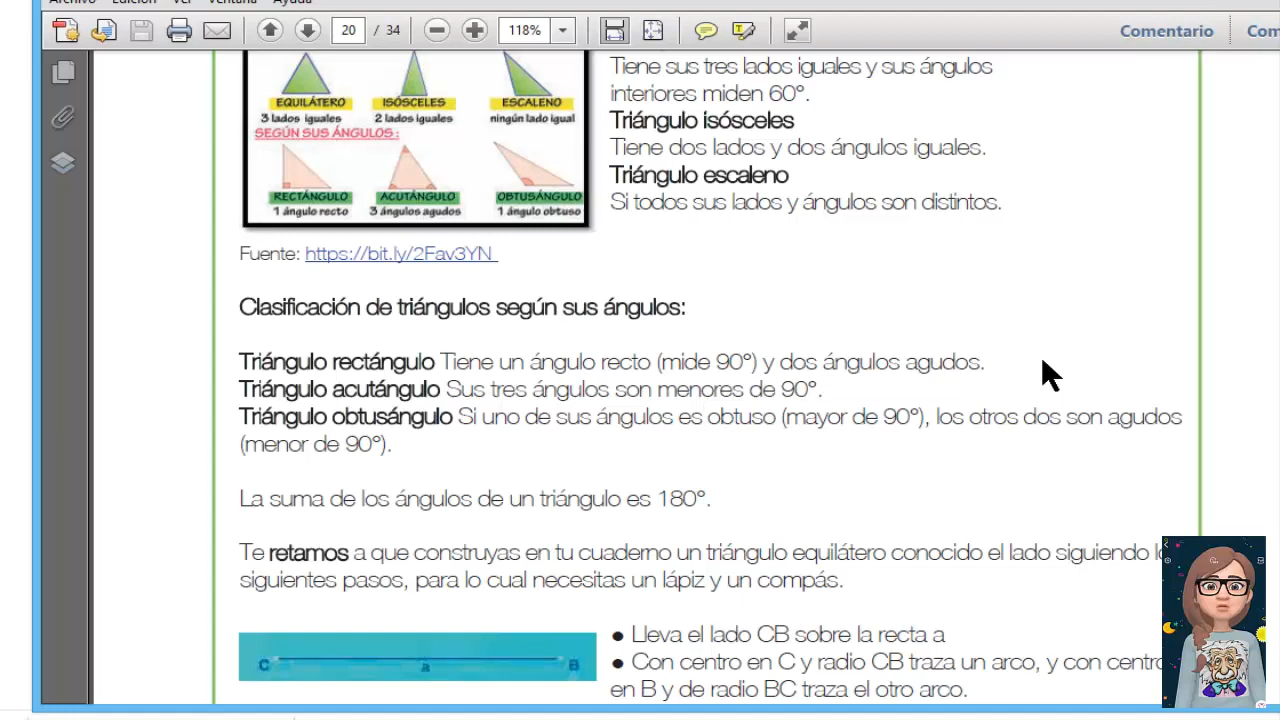 Archivo Edición Ver Ventana Ayuda
20 / 34 118% Comentario
EQUILÁTERO ISÓSCELES ESCALENO
3 lados iguales 2 lados iguales ningún lado igual
SEGÚN SUS ÁNGULOS:
RECTÁNGULO ACUTÁNGULO OBTUSÁNGULO
1 ángulo recto 3 ángulos agudos 1 ángulo obtuso
Tiene sus tres lados iguales y sus ángulos
interiores miden 60°.
Triángulo isósceles
Tiene dos lados y dos ángulos iguales.
Triángulo escaleno
Si todos sus lados y ángulos son distintos.
Fuente: https://bit.ly/2Fav3YN
Clasificación de triángulos según sus ángulos:
Triángulo rectángulo Tiene un ángulo recto (mide 90°) y dos ángulos agudos.
Triángulo acutángulo Sus tres ángulos son menores de 90°.
Triángulo obtusángulo Si uno de sus ángulos es obtuso (mayor de 90°), los otros dos son agudos
(menor de 90°).
La suma de los ángulos de un triángulo es 180°.
Te retamos a que construyas en tu cuaderno un triángulo equilátero conocido el lado siguiendo
siguientes pasos, para lo cual necesitas un lápiz y un compás.
C a B
● Lleva el lado CB sobre la recta a
● Con centro en C y radio CB traza un arco, y con centro
en B y de radio BC traza el otro arco.